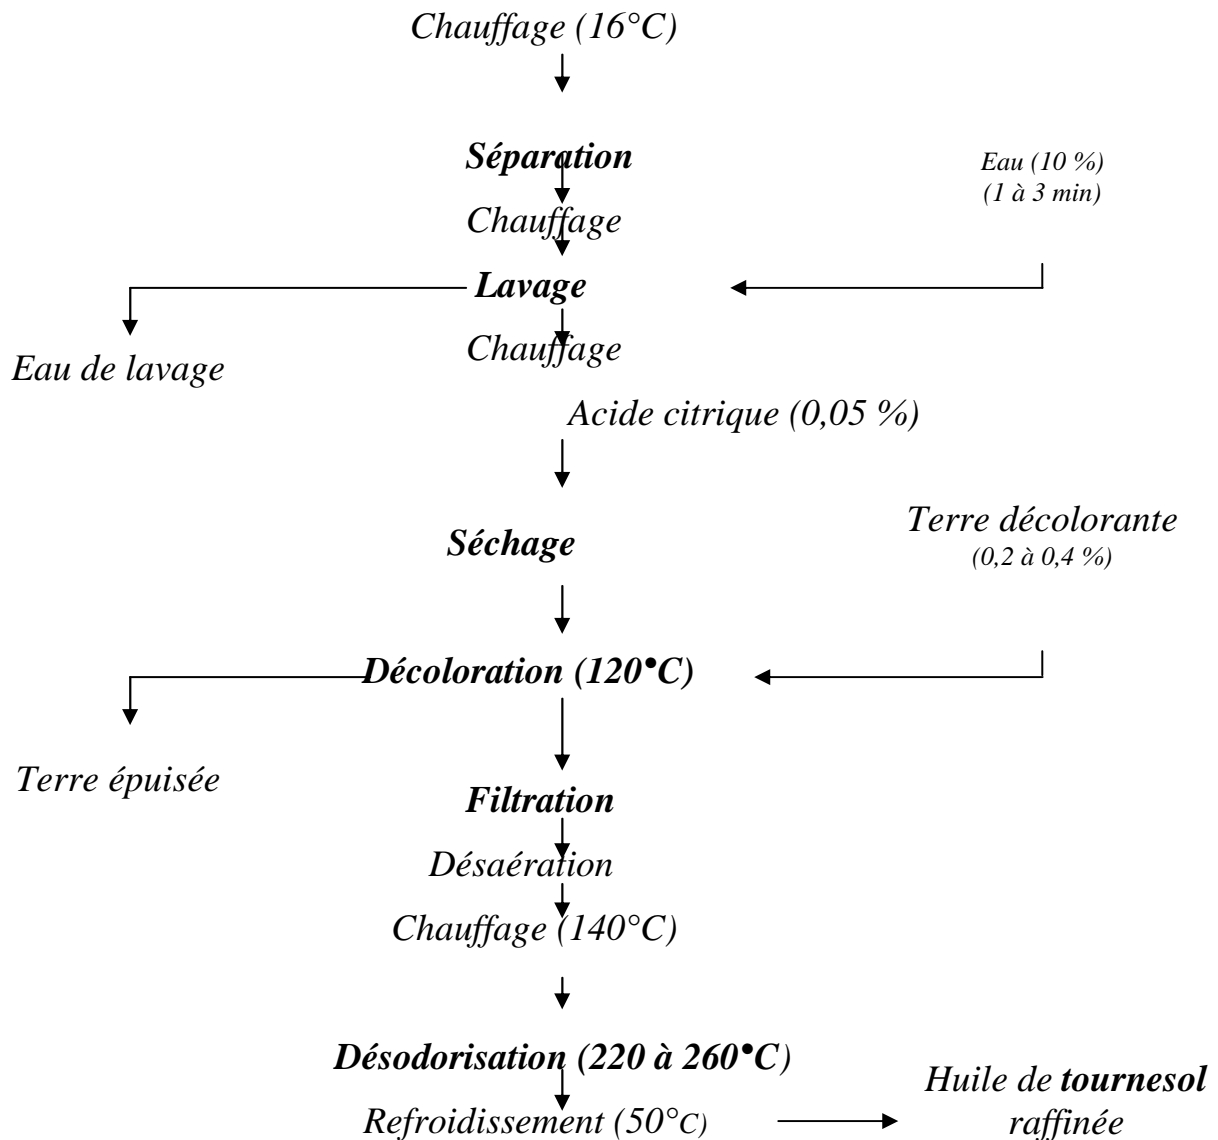 Chauffage (16°C)
Séparation
Eau (10 %)
(1 à 3 min)
Chauffage
Lavage
Chauffage
Eau de lavage
Acide citrique (0,05 %)
Terre décolorante
(0,2 à 0,4 %)
Séchage
Décoloration (120•C)
Terre épuisée
Filtration
Désaération
Chauffage (140°C)
Désodorisation (220 à 260•C)
Refroidissement (50°C)
Huile de tournesol
raffinée